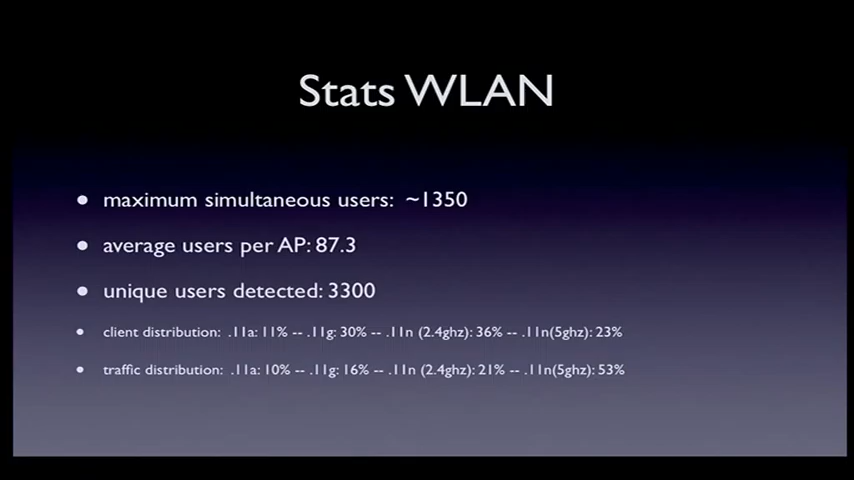 Stats WLAN
• maximum simultaneous users: ~1350
• average users per AP: 87.3
• unique users detected: 3300
• client distribution: .11a: 11% -- .11g: 30% -- .11n (2.4ghz): 36% -- .11n(5ghz): 23%
• traffic distribution: .11a: 10% -- .11g: 16% -- .11n (2.4ghz): 21% -- .11n(5ghz): 53%